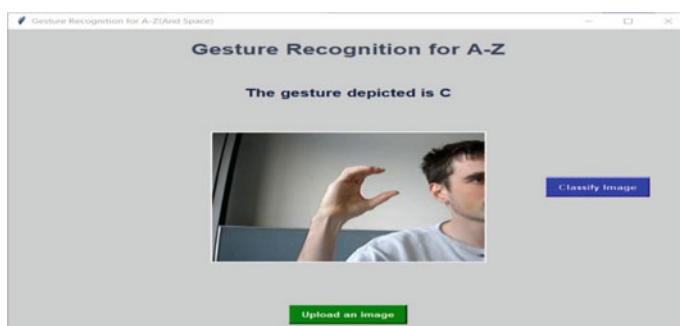 Gesture Recognition for A-Z(And Space)
Gesture Recognition for A-Z
The gesture depicted is C
Classify Image
Upload an image